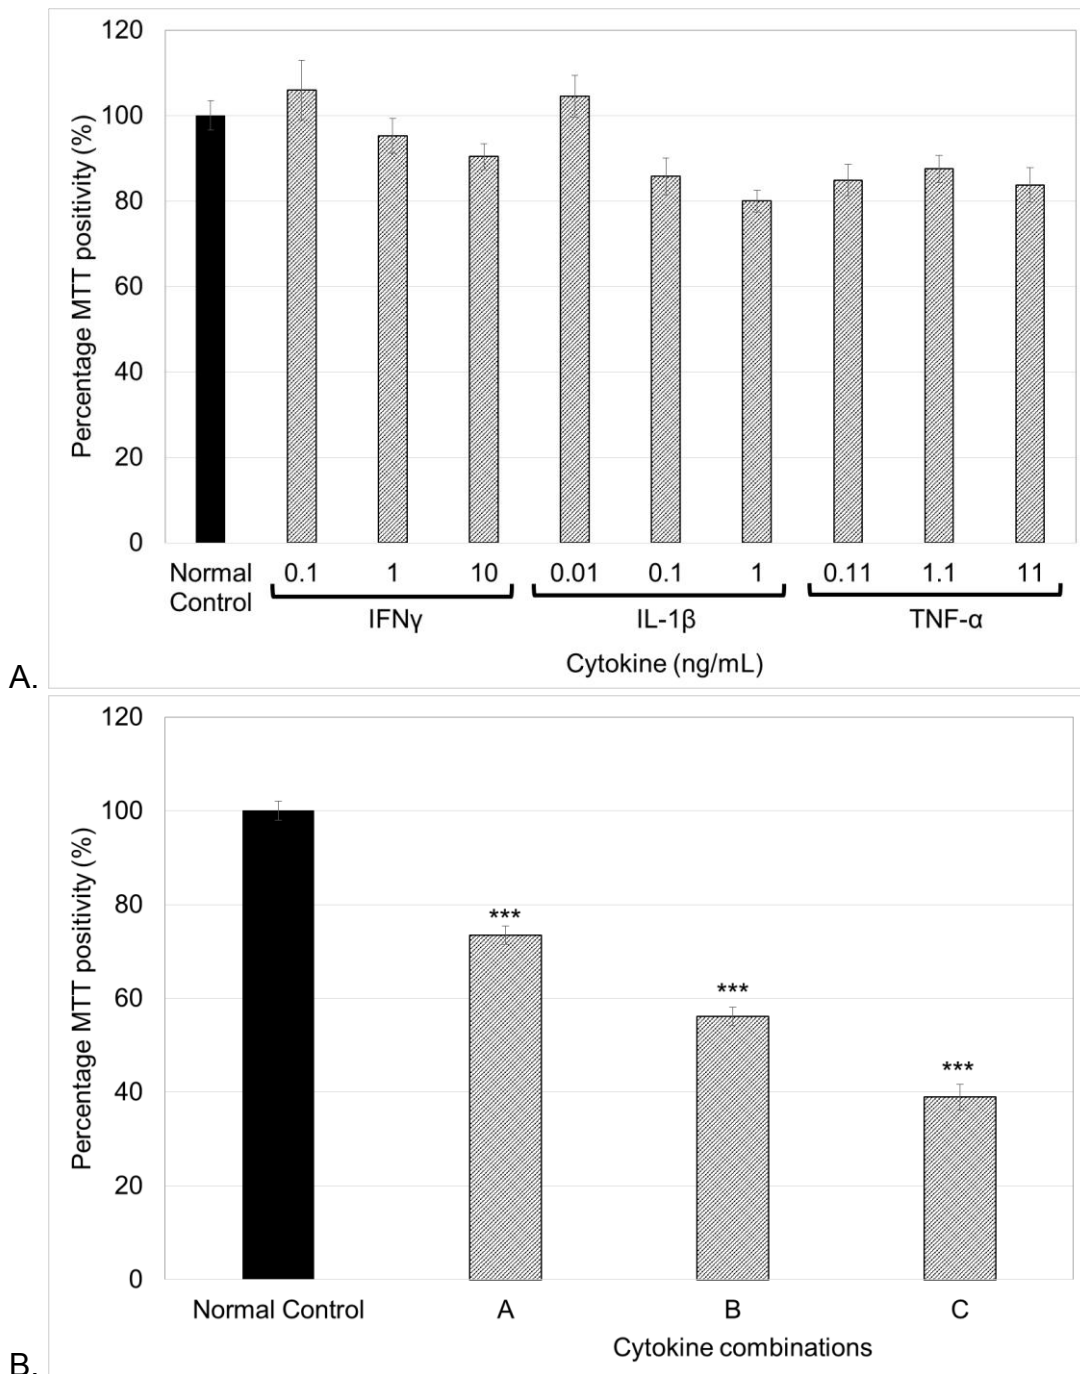 120
100
80
60
40
20
0
Percentage MTT positivity (%)
Normal Control
0.1 1 10 0.01 0.1 1 0.11 1.1 11
IFNγ IL-1β TNF-α
Cytokine (ng/mL)
A.
120
100
80
60
40
20
0
Percentage MTT positivity (%)
***
***
***
Normal Control A B C
Cytokine combinations
B.